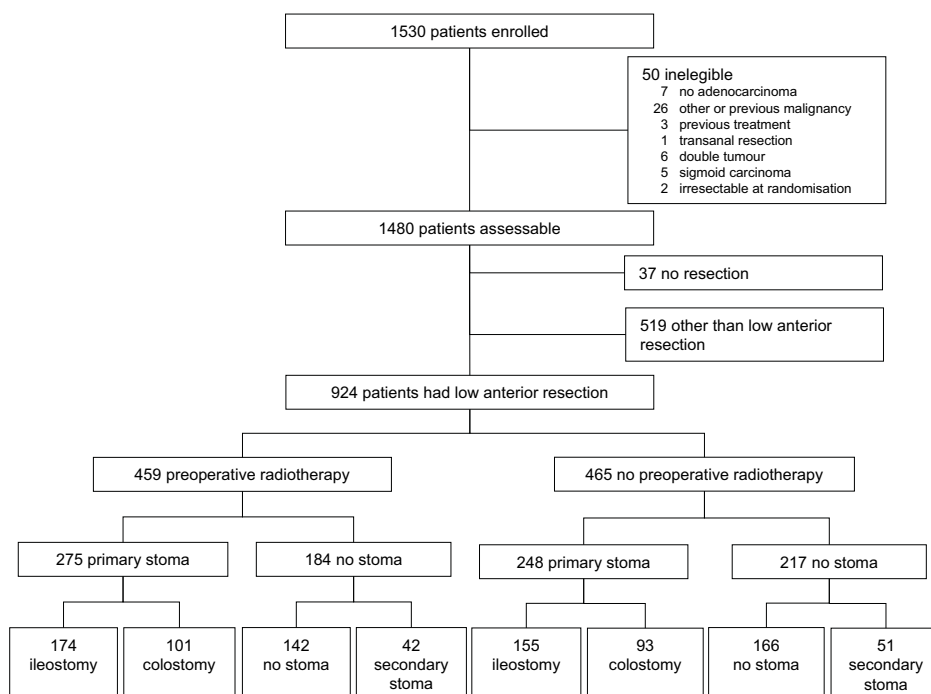 1530 patients enrolled
50 inelegible
7 no adenocarcinoma
26 other or previous malignancy
3 previous treatment
1 transanal resection
6 double tumour
5 sigmoid carcinoma
2 irresectable at randomisation
1480 patients assessable
37 no resection
519 other than low anterior
resection
924 patients had low anterior resection
459 preoperative radiotherapy
465 no preoperative radiotherapy
275 primary stoma
184 no stoma
248 primary stoma
217 no stoma
174
ileostomy
101
colostomy
142
no stoma
42
secondary
stoma
155
ileostomy
93
colostomy
166
no stoma
51
secondary
stoma